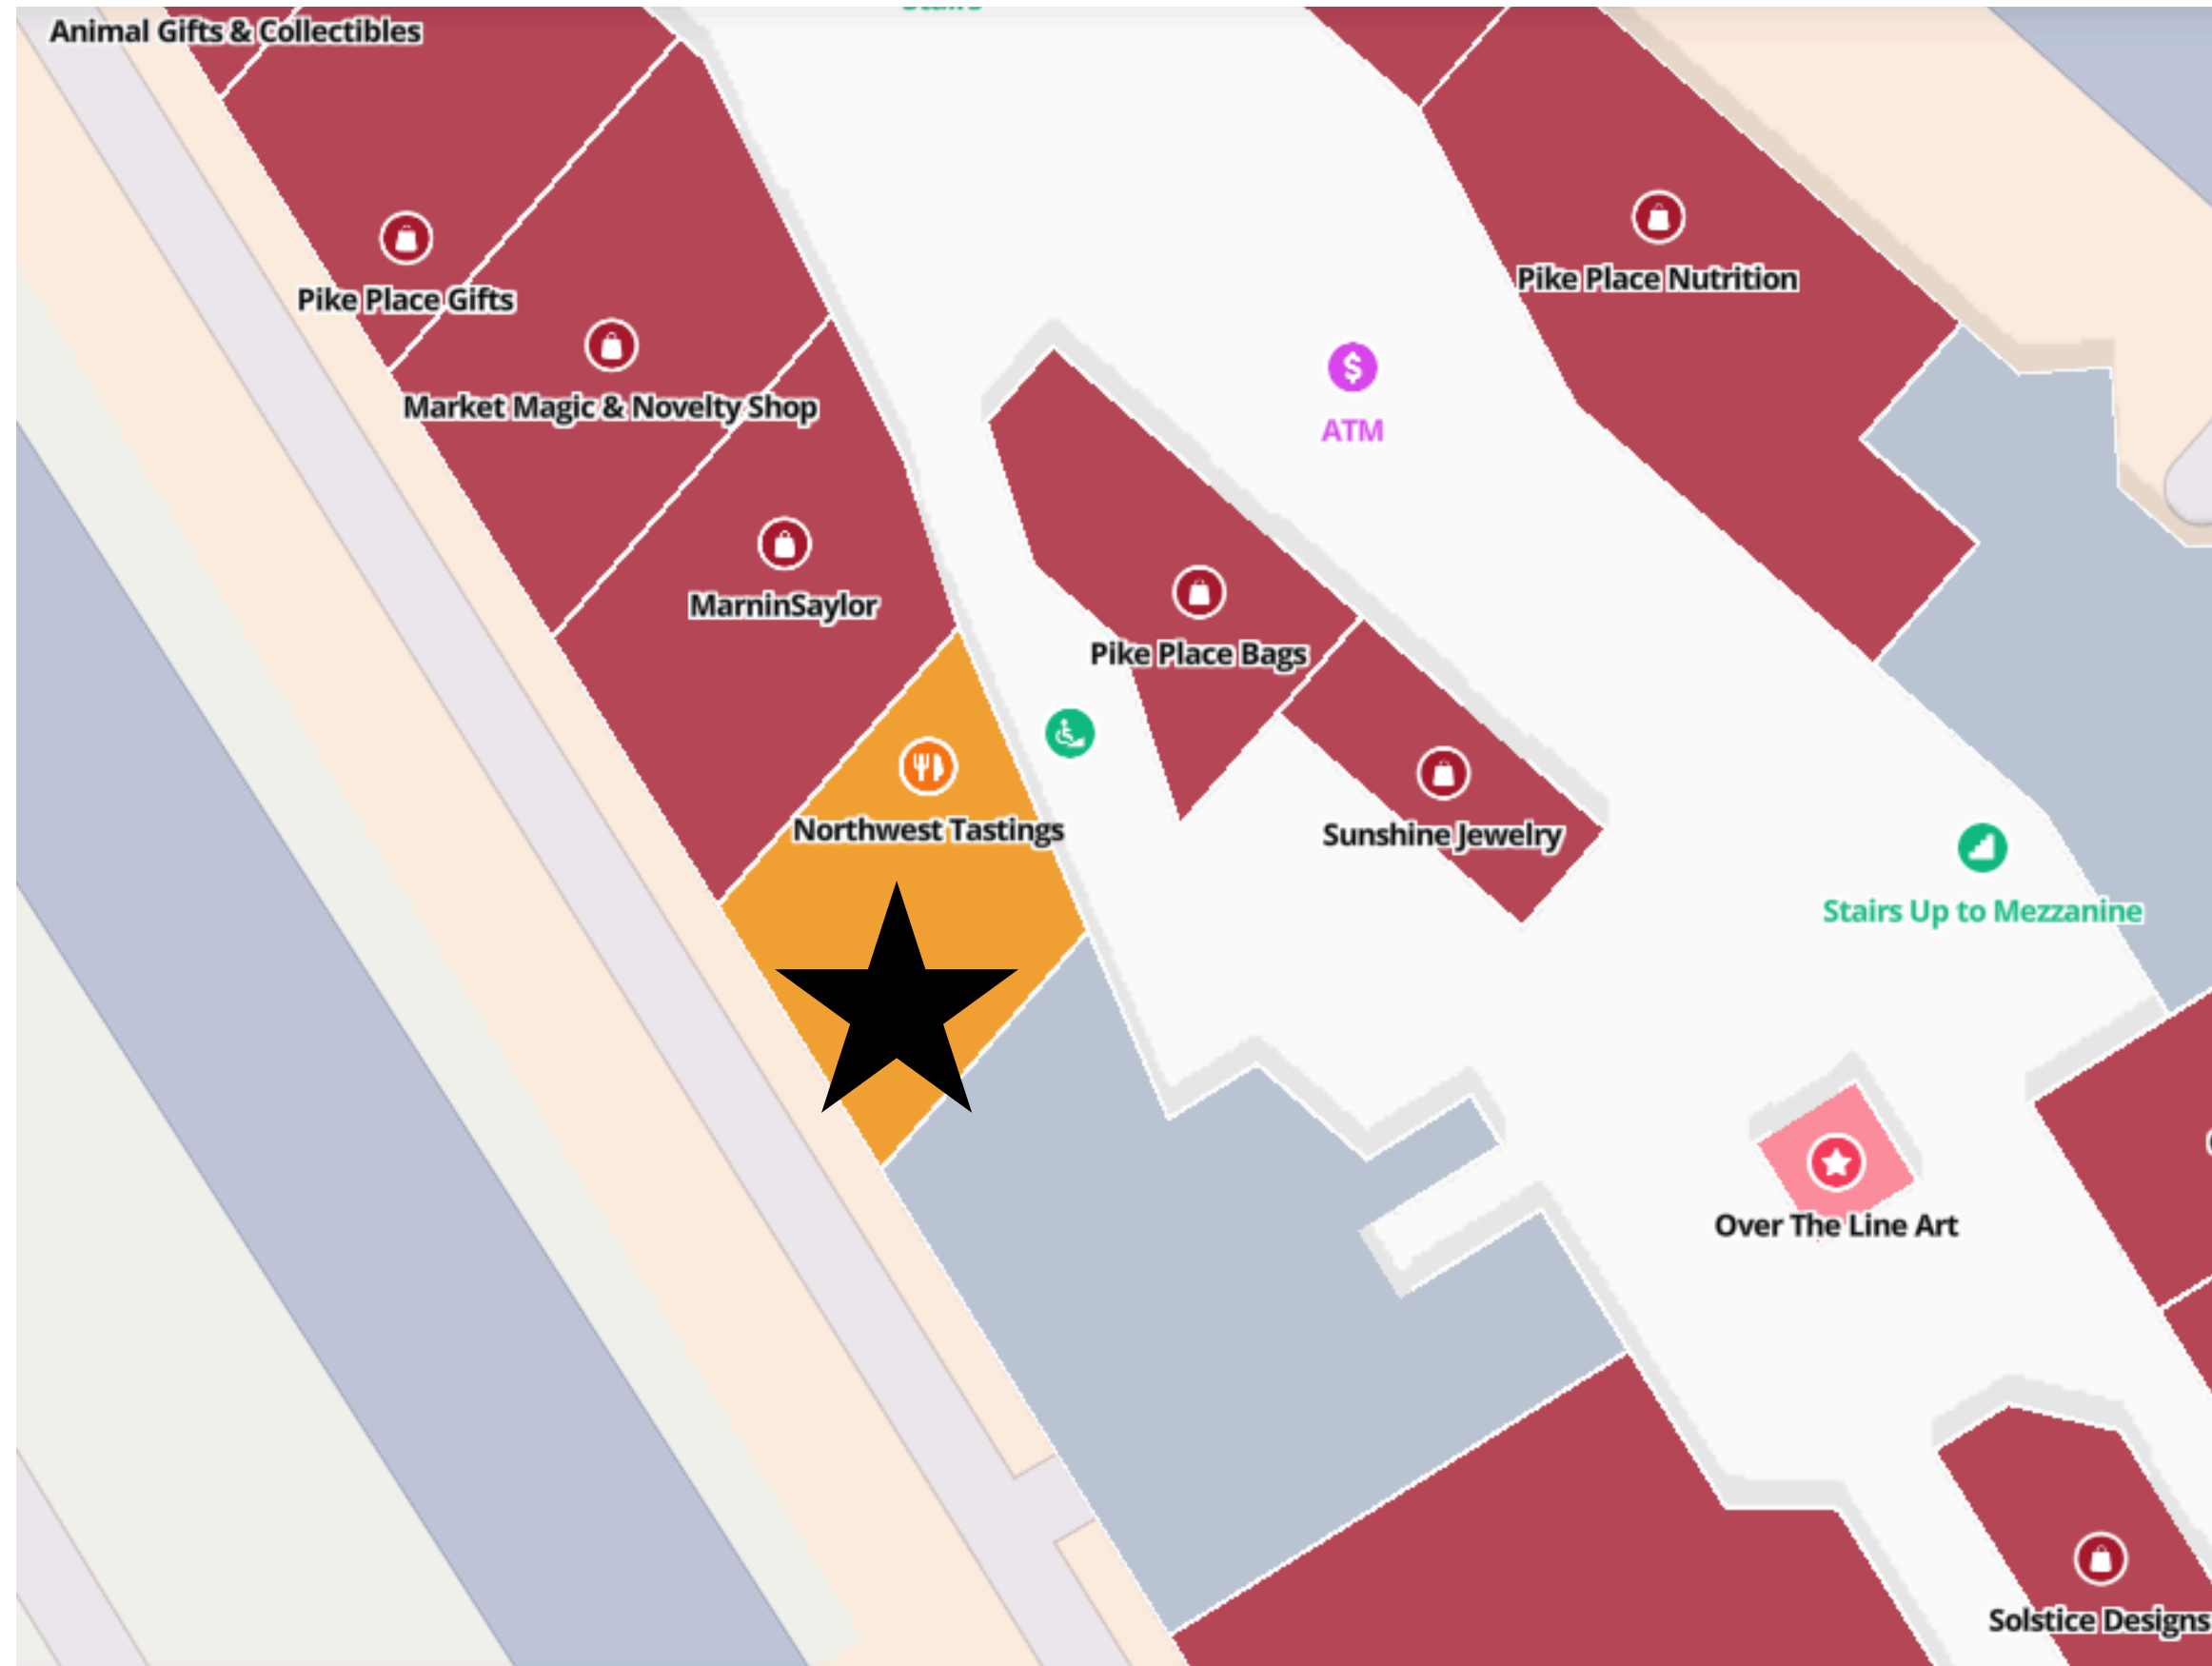 Stairs
Animal Gifts & Collectibles
Pike Place Nutrition
Pike Place Gifts
Market Magic & Novelty Shop
$
ATM
MarninSaylor
Pike Place Bags
Northwest Tastings
Sunshine Jewelry
Stairs Up to Mezzanine
Over The Line Art
Solstice Designs